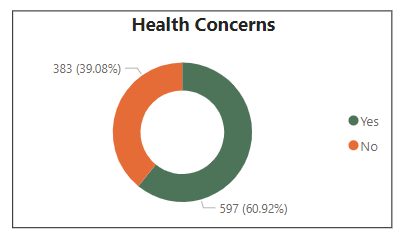 Health Concerns
383 (39.08%)
Yes
No
597 (60.92%)